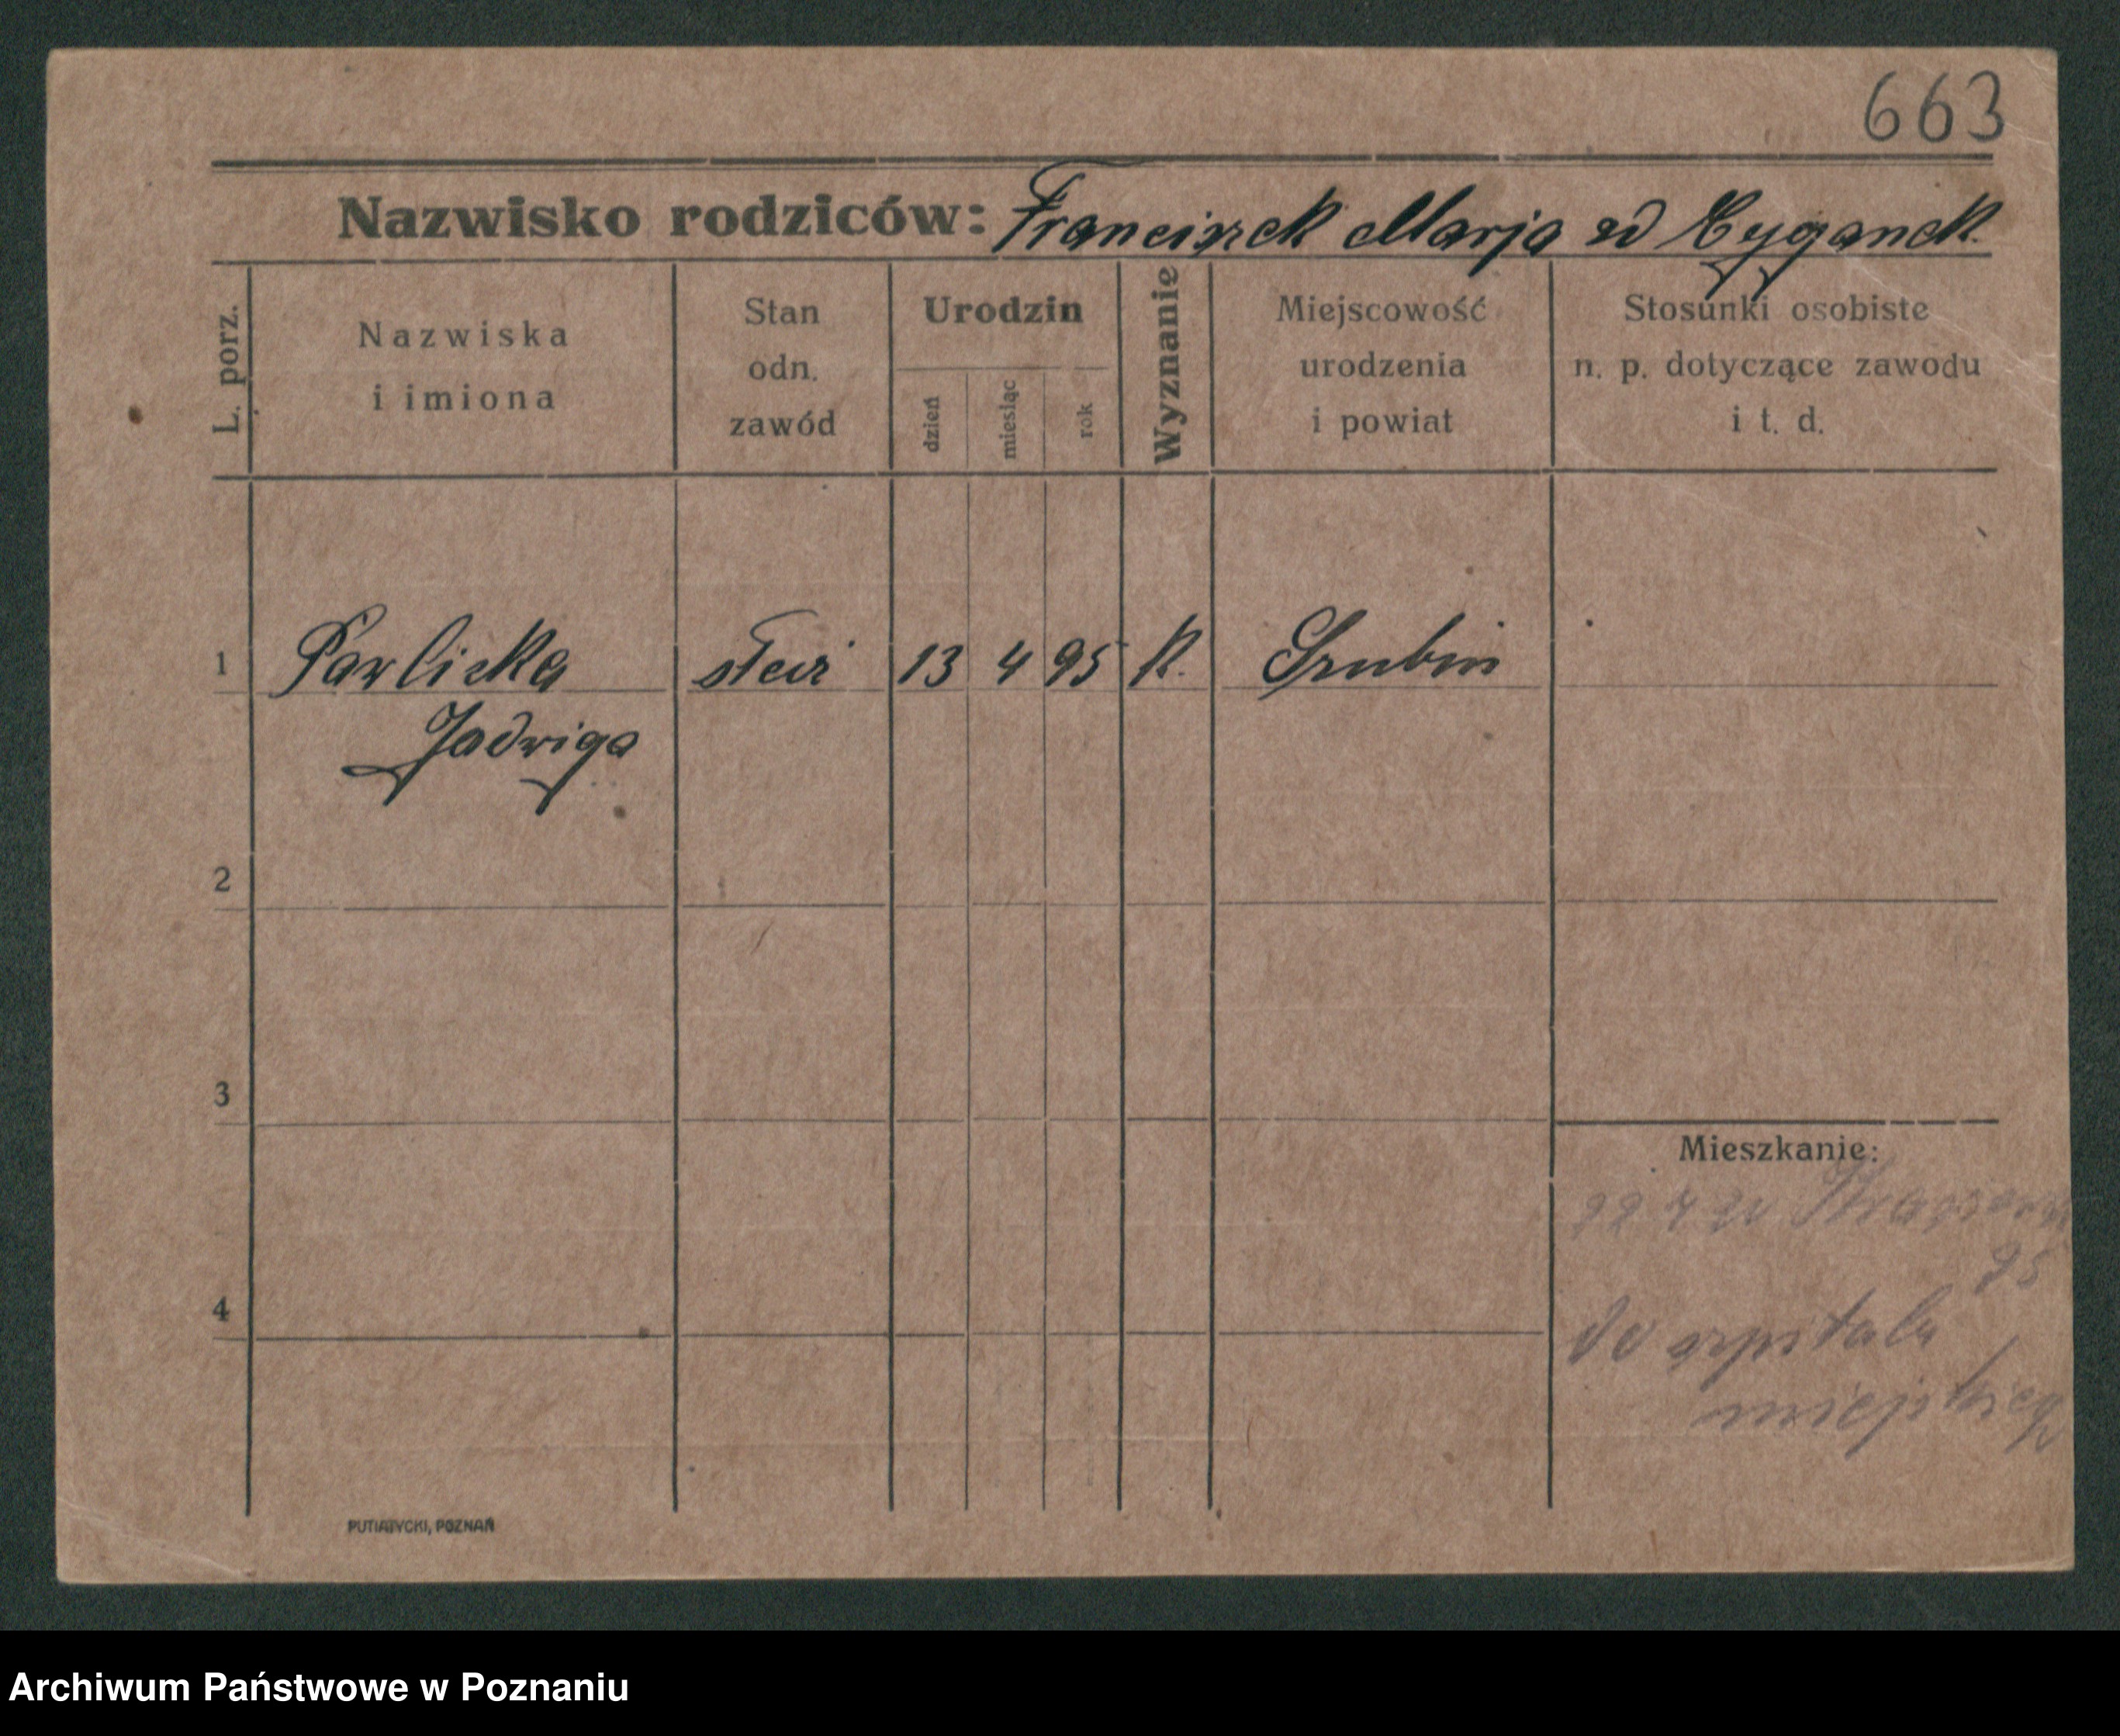 663
Nazwisko rodziców: Franciszek Marja zd Cyganek
L. porz.
Nazwiska
i imiona
Stan
odn.
zawód
Urodzin
dzień
miesiąc
rok
Wyznanie
Miejscowość
urodzenia
i powiat
Stosunki osobiste
n. p. dotyczące zawodu
i t. d.
1 Pawlicka 13 4 95 k. Szubin
Jadwiga
2
3
Mieszkanie:
95
4
do szpitala
miejskieg
PUTIATYCKI, POZNAŃ
Archiwum Państwowe w Poznaniu